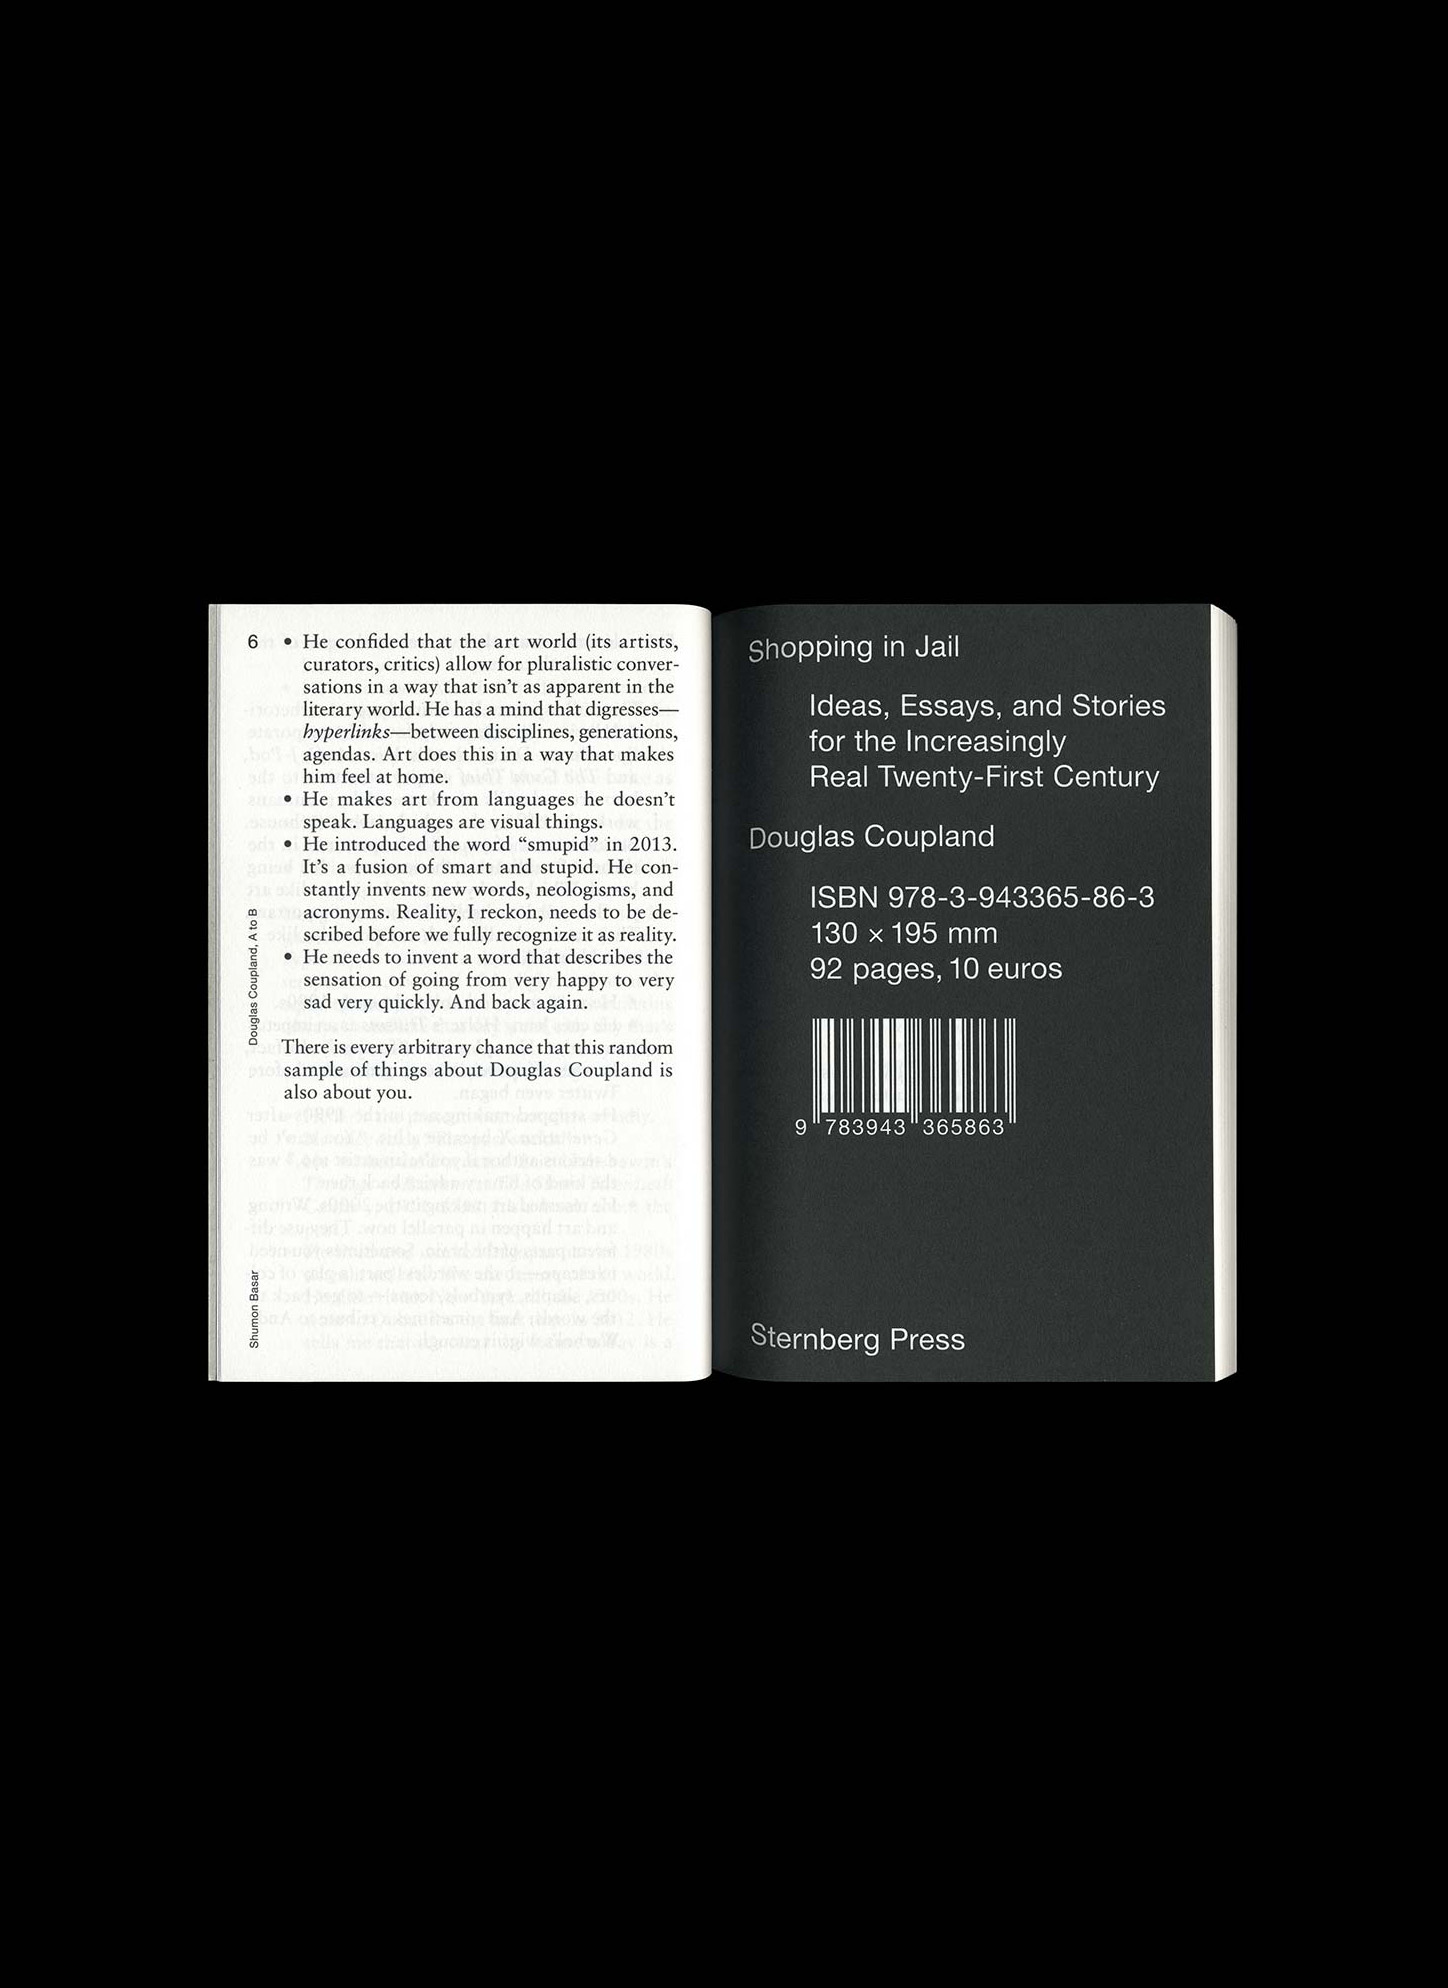 6
• He confided that the art world (its artists,
curators, critics) allow for pluralistic conver-
sations in a way that isn't as apparent in the
literary world. He has a mind that digresses—
hyperlinks—between disciplines, generations,
agendas. Art does this in a way that makes
him feel at home.
• He makes art from languages he doesn't
speak. Languages are visual things.
• He introduced the word “smupid” in 2013.
It's a fusion of smart and stupid. He con-
stantly invents new words, neologisms, and
acronyms. Reality, I reckon, needs to be de-
scribed before we fully recognize it as reality.
• He needs to invent a word that describes the
sensation of going from very happy to very
sad very quickly. And back again.
There is every arbitrary chance that this random
sample of things about Douglas Coupland is
also about you.
Douglas Coupland, A to B
Shumon Basar
Shopping in Jail
Ideas, Essays, and Stories
for the Increasingly
Real Twenty-First Century
Douglas Coupland
ISBN 978-3-943365-86-3
130 × 195 mm
92 pages, 10 euros
9 783943 365863
Sternberg Press